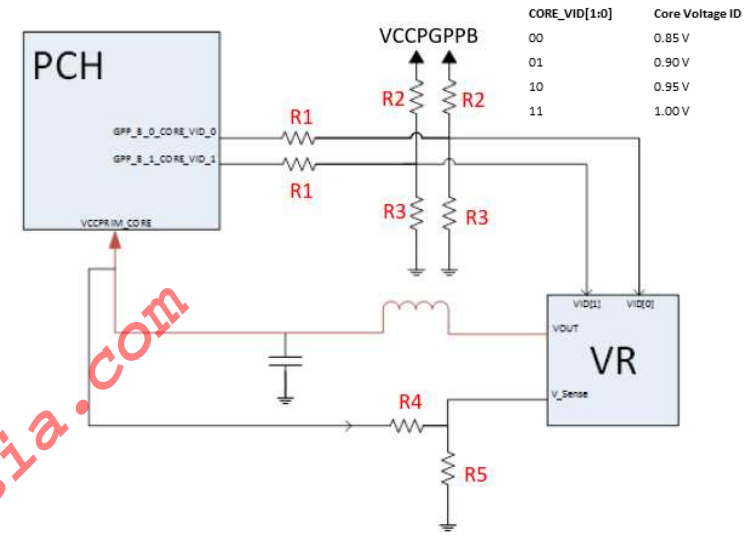 CORE_VID[1:0] Core Voltage ID
00 0.85 V
01 0.90 V
10 0.95 V
11 1.00 V
VCCPGPPB
PCH
R2 R2
R1
GPP_B_0_CORE_VID_0
GPP_B_1_CORE_VID_1
R1
R3 R3
VCCPRIM_CORE
VID[1] VID[0]
VOUT
VR
V_Sense
R4
R5
sia.com